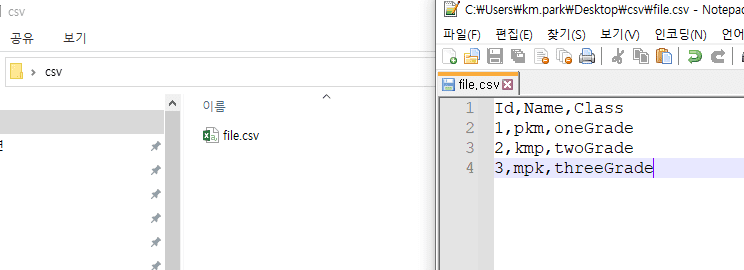 csv
공유 보기
csv
이름
file.csv
C:₩Users₩km.park₩Desktop₩csv₩file.csv - Notepad
파일(F) 편집(E) 찾기(S) 보기(V) 인코딩(N) 언어
file.csv
1 Id,Name,Class
2 1,pkm,oneGrade
3 2,kmp,twoGrade
4 3,mpk,threeGrade